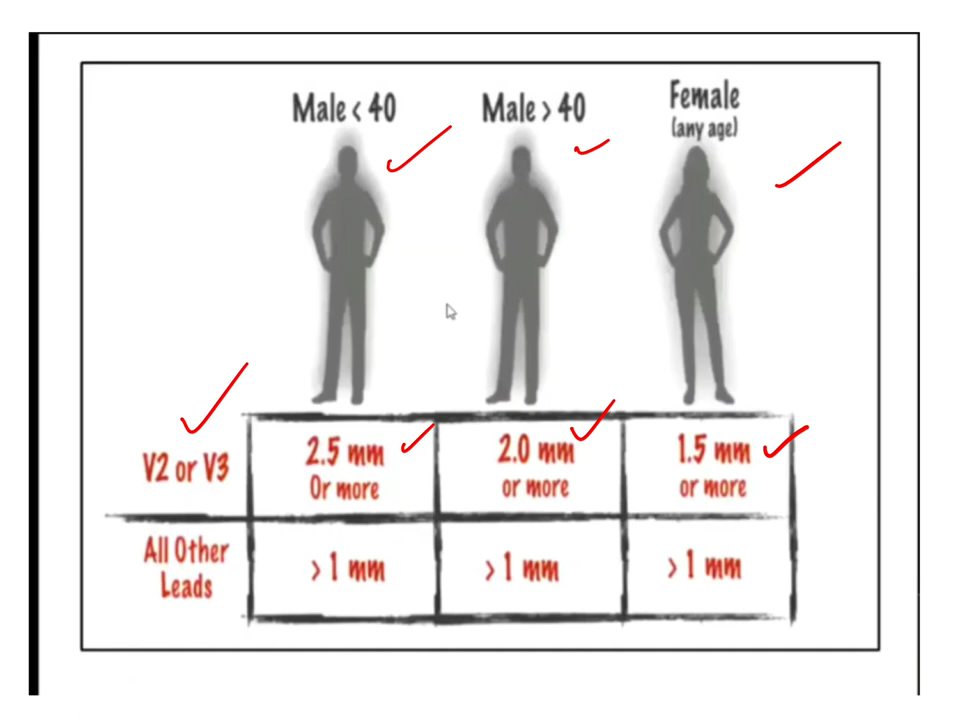 Male < 40
Male > 40
Female
(any age)
V2 or V3
2.5 mm
Or more
2.0 mm
or more
1.5 mm
or more
All Other
Leads
> 1 mm
> 1 mm
> 1 mm